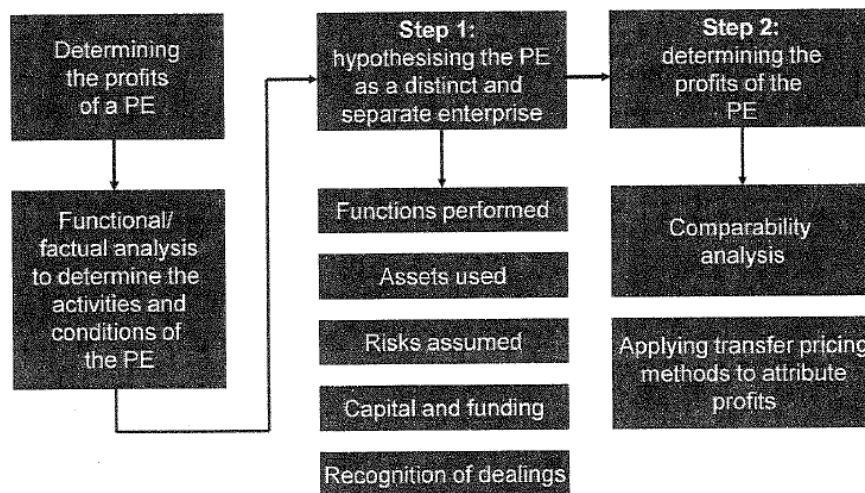 Determining
the profits
of a PE
Functional/
factual analysis
to determine the
activities and
conditions of
the PE
Step 1:
hypothesising the PE
as a distinct and
separate enterprise
Functions performed
Assets used
Risks assumed
Capital and funding
Recognition of dealings
Step 2:
determining the
profits of the
PE
Comparability
analysis
Applying transfer pricing
methods to attribute
profits